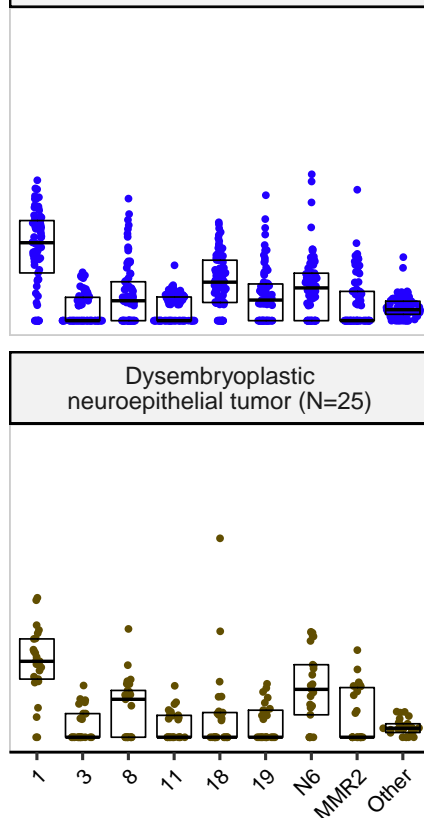 Dysembryoplastic
neuroepithelial tumor (N=25)
1
3
8
11
18
19
N6
MMR2
Other